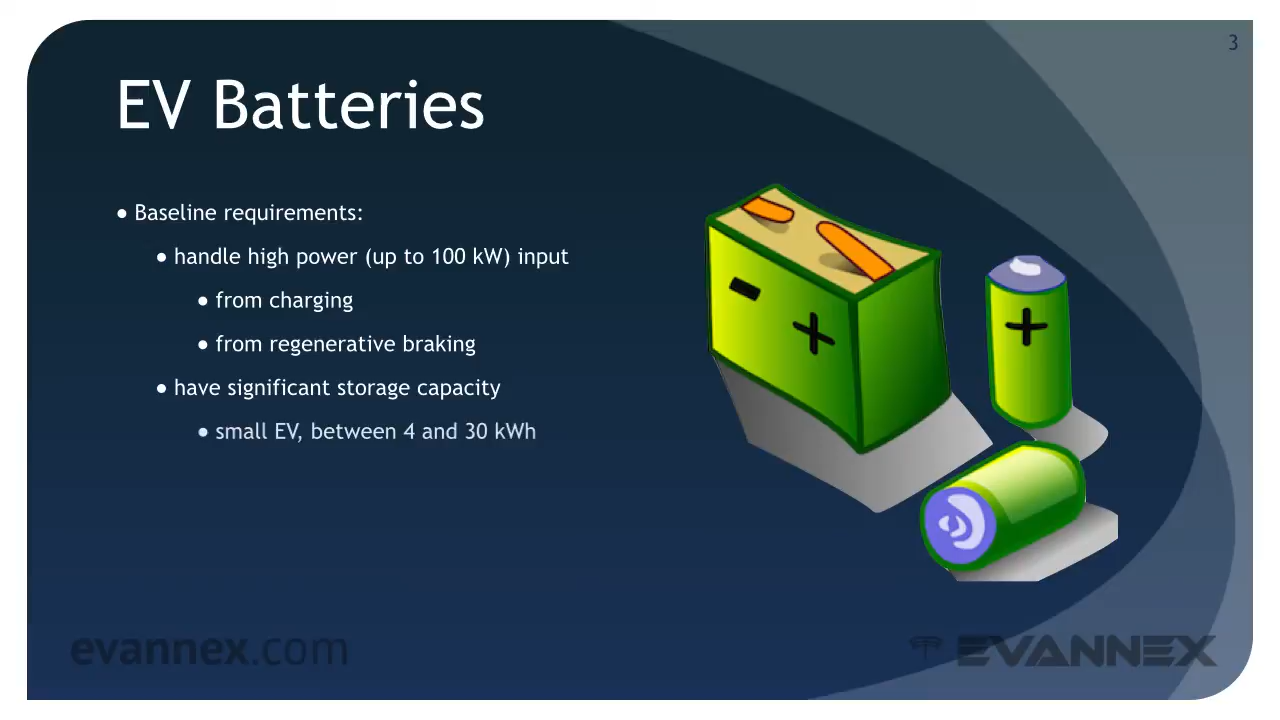 3
EV Batteries
● Baseline requirements:
● handle high power (up to 100 kW) input
● from charging
● from regenerative braking
● have significant storage capacity
● small EV, between 4 and 30 kWh
- +
+
evannex.com
EVANNEX